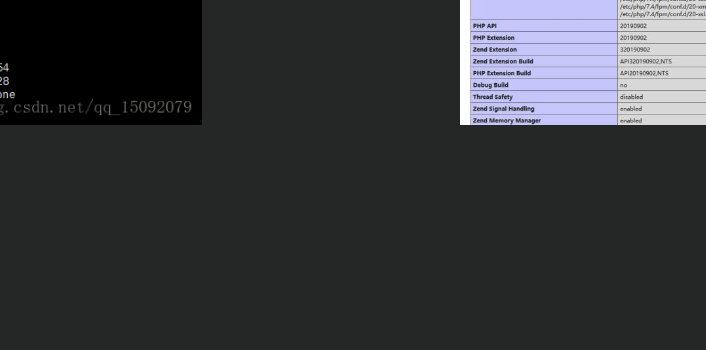 54
28
one
g.csdn.net/qq_15092079
/etc/php/7.4/fpm/conf.d/20-xm
/etc/php/7.4/fpm/conf.d/20-xsl
PHP API 20190902
PHP Extension 20190902
Zend Extension 320190902
Zend Extension Build API320190902,NTS
PHP Extension Build API20190902,NTS
Debug Build no
Thread Safety disabled
Zend Signal Handling enabled
Zend Memory Manager enabled